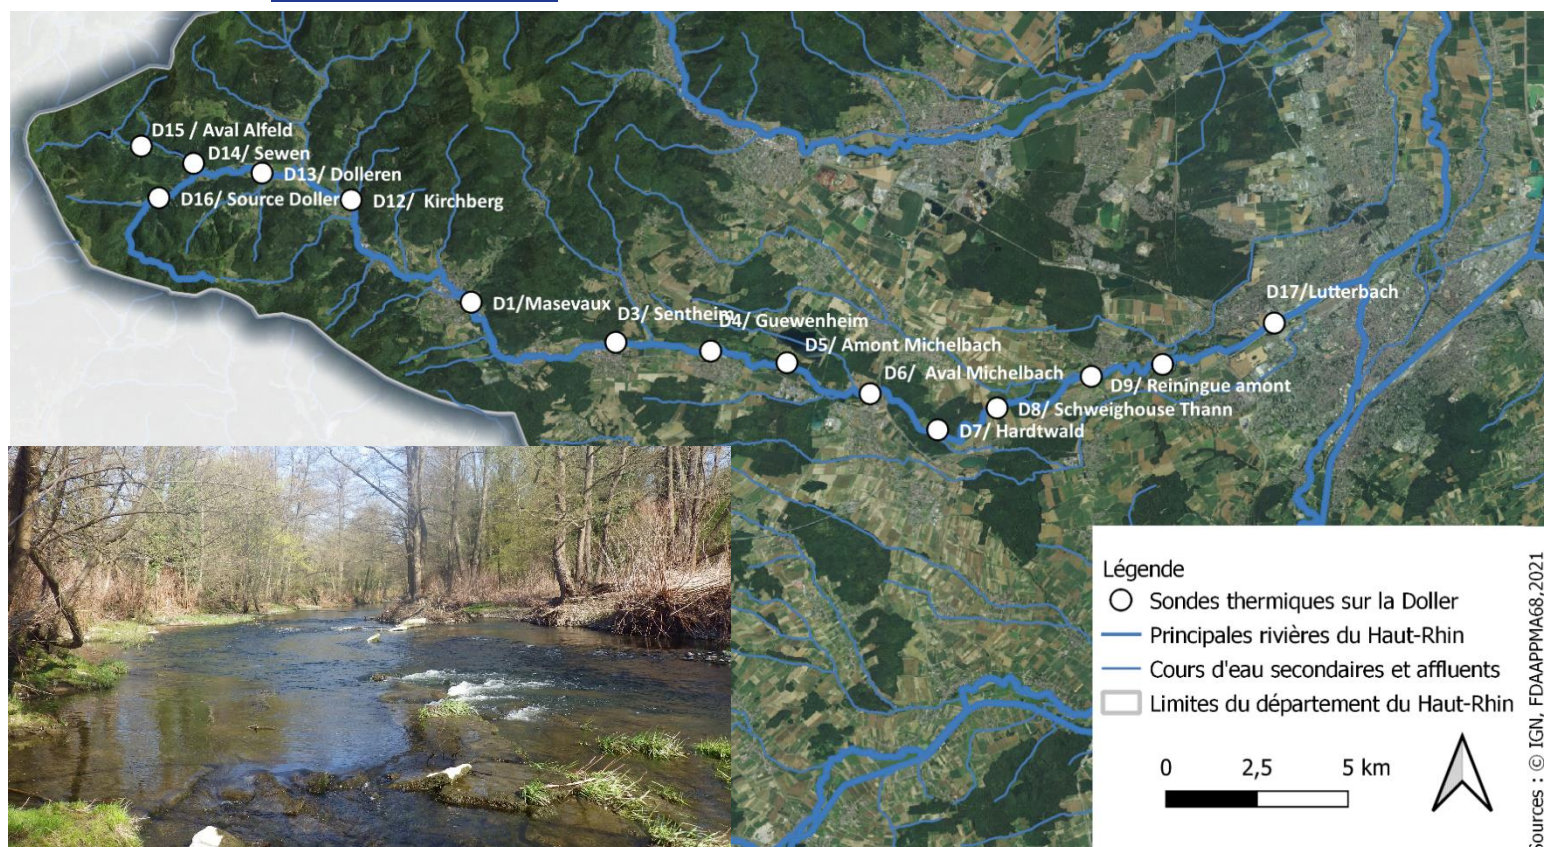 D15 / Aval Alfeld
D14/ Sewen
D13/ Dolleren
D16/ Source Doller
D12/ Kirchberg
D1/Masevaux
D3/ Sentheim
D4/ Guewenheim
D5/ Amont Michelbach
D6/ Aval Michelbach
D7/ Hardtwald
D8/ Schweighouse Thann
D9/ Reiningue amont
D17/Lutterbach
Légende
Sondes thermiques sur la Doller
Principales rivières du Haut-Rhin
Cours d'eau secondaires et affluents
Limites du département du Haut-Rhin
0 2,5 5 km
Sources : © IGN, FDAAPPMA68,2021